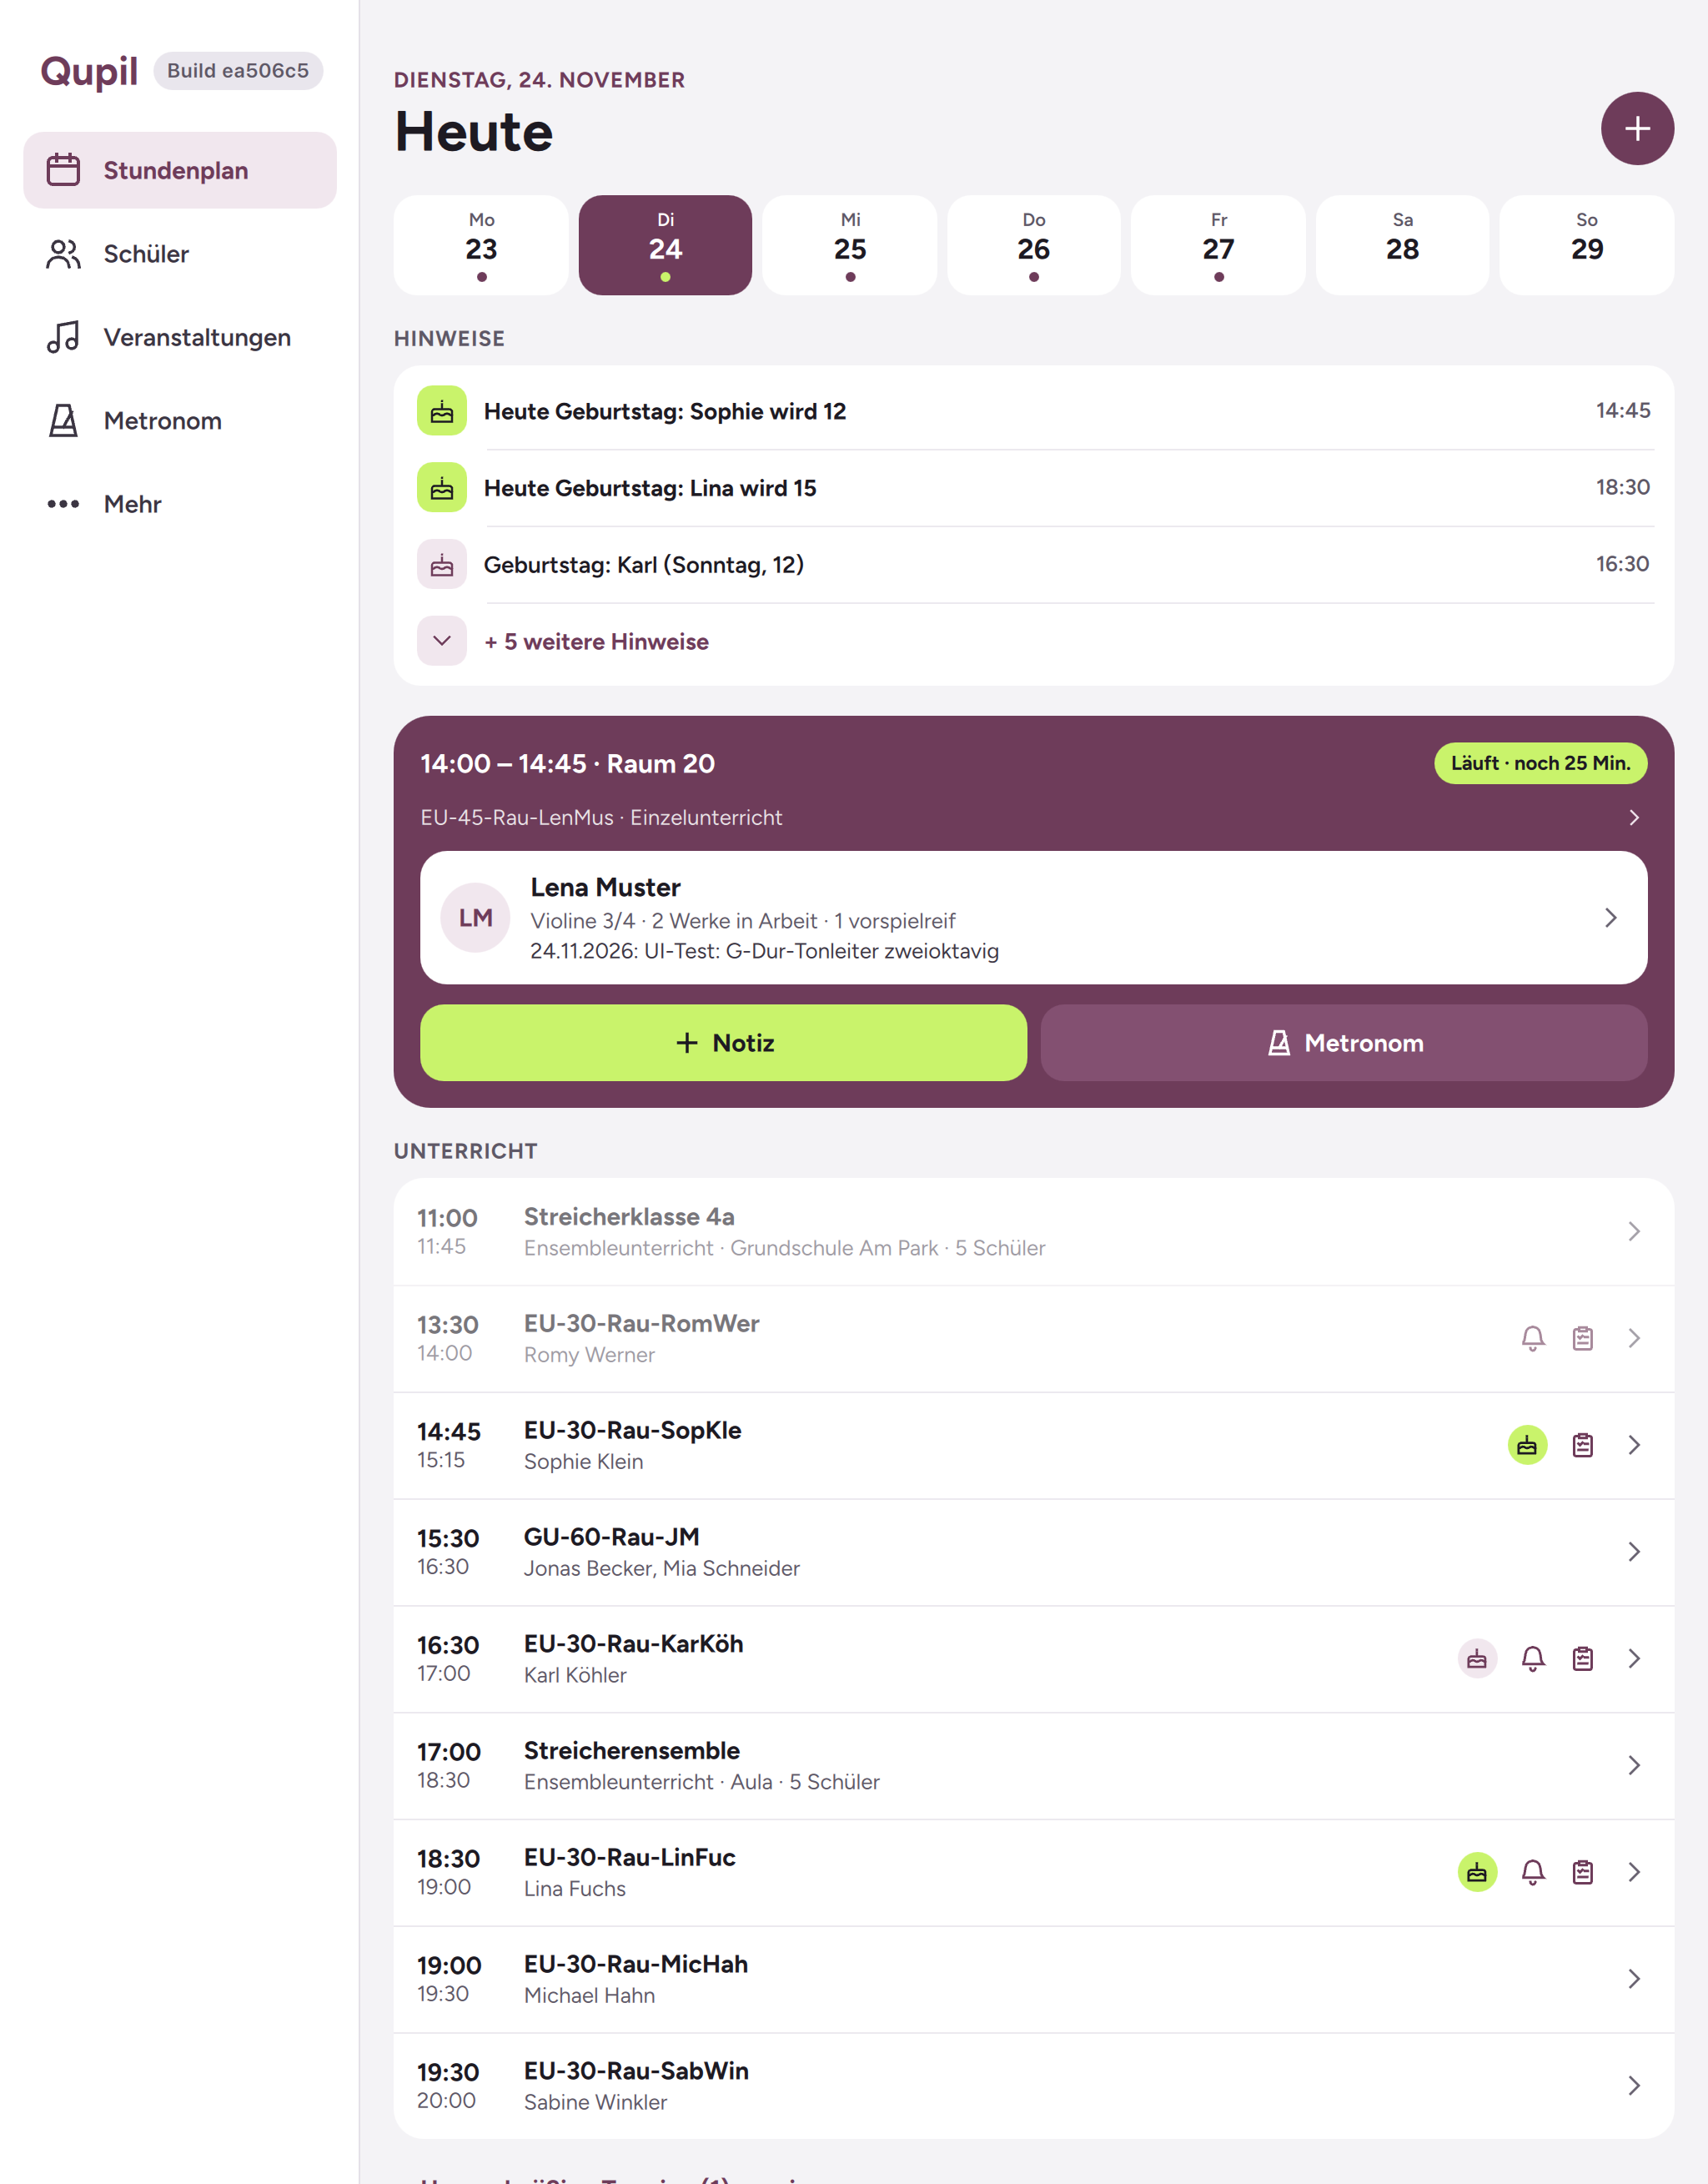 Qupil
Build ea506c5
Stundenplan
Schüler
Veranstaltungen
Metronom
Mehr
DIENSTAG, 24. NOVEMBER
Heute
Mo
23
Di
24
Mi
25
Do
26
Fr
27
Sa
28
So
29
HINWEISE
Heute Geburtstag: Sophie wird 12
14:45
Heute Geburtstag: Lina wird 15
18:30
Geburtstag: Karl (Sonntag, 12)
16:30
+ 5 weitere Hinweise
14:00 – 14:45 · Raum 20
Läuft · noch 25 Min.
EU-45-Rau-LenMus · Einzelunterricht
LM
Lena Muster
Violine 3/4 · 2 Werke in Arbeit · 1 vorspielreif
24.11.2026: UI-Test: G-Dur-Tonleiter zweioktavig
Notiz
Metronom
UNTERRICHT
11:00
11:45
Streicherklasse 4a
Ensembleunterricht · Grundschule Am Park · 5 Schüler
13:30
14:00
EU-30-Rau-RomWer
Romy Werner
14:45
15:15
EU-30-Rau-SopKle
Sophie Klein
15:30
16:30
GU-60-Rau-JM
Jonas Becker, Mia Schneider
16:30
17:00
EU-30-Rau-KarKöh
Karl Köhler
17:00
18:30
Streicherensemble
Ensembleunterricht · Aula · 5 Schüler
18:30
19:00
EU-30-Rau-LinFuc
Lina Fuchs
19:00
19:30
EU-30-Rau-MicHah
Michael Hahn
19:30
20:00
EU-30-Rau-SabWin
Sabine Winkler